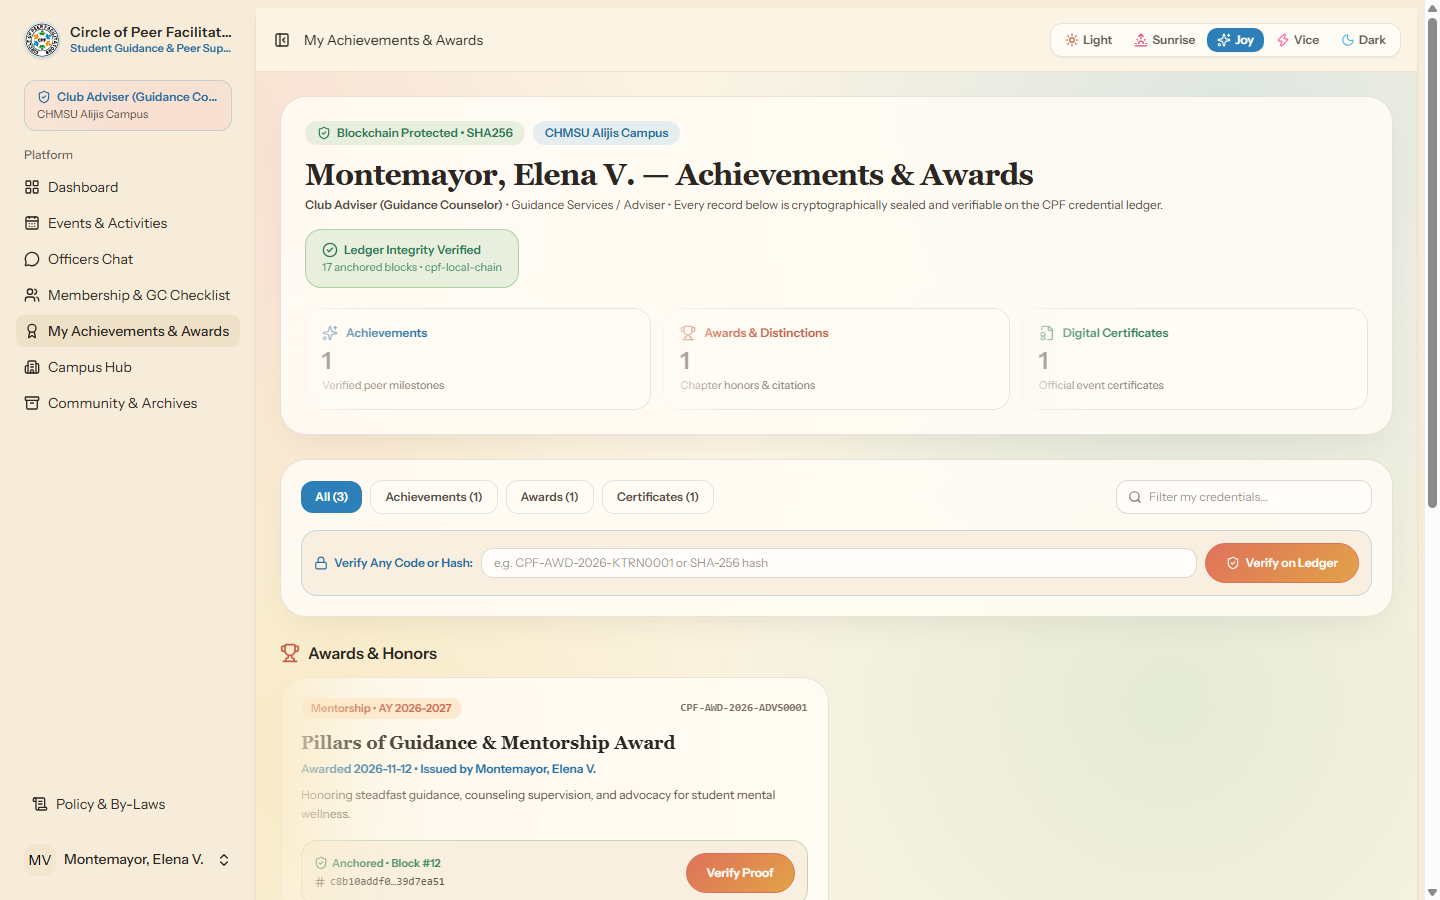 Circle of Peer Facilitat...
Student Guidance & Peer Sup...
Club Adviser (Guidance Co...
CHMSU Alijis Campus
Platform
Dashboard
Events & Activities
Officers Chat
Membership & GC Checklist
My Achievements & Awards
Campus Hub
Community & Archives
Policy & By-Laws
MV Montemayor, Elena V.
My Achievements & Awards
Light Sunrise Joy Vice Dark
Blockchain Protected • SHA256 CHMSU Alijis Campus
Montemayor, Elena V. — Achievements & Awards
Club Adviser (Guidance Counselor) • Guidance Services / Adviser • Every record below is cryptographically sealed and verifiable on the CPF credential ledger.
Ledger Integrity Verified
17 anchored blocks • cpf-local-chain
Achievements
1
Verified peer milestones
Awards & Distinctions
1
Chapter honors & citations
Digital Certificates
1
Official event certificates
All (3) Achievements (1) Awards (1) Certificates (1) Filter my credentials...
Verify Any Code or Hash: e.g. CPF-AWD-2026-KTRN0001 or SHA-256 hash Verify on Ledger
Awards & Honors
Mentorship • AY 2026-2027 CPF-AWD-2026-ADVS0001
Pillars of Guidance & Mentorship Award
Awarded 2026-11-12 • Issued by Montemayor, Elena V.
Honoring steadfast guidance, counseling supervision, and advocacy for student mental
wellness.
Anchored • Block #12
# c8b10addf0…39d7ea51
Verify Proof